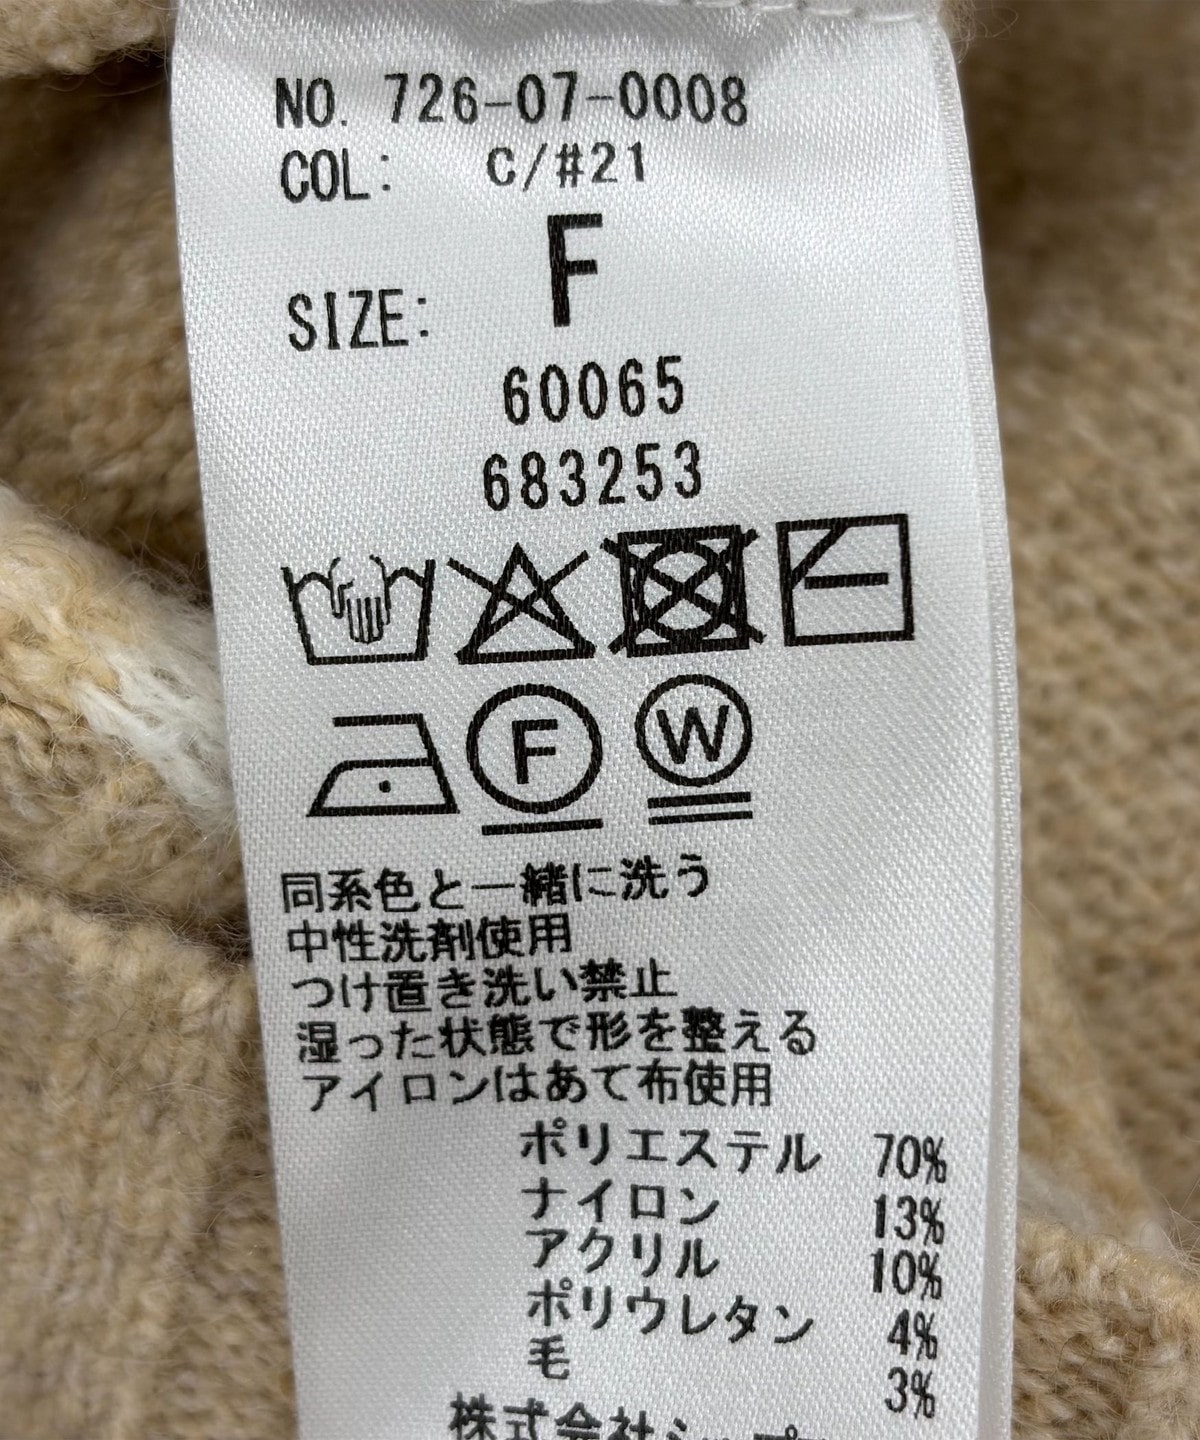 NO. 726-07-0008
COL: C/#21
SIZE: F
60065
683253
F W
同系色と一緒に洗う
中性洗剤使用
つけ置き洗い禁止
湿った状態で形を整える
アイロンはあて布使用
ポリエステル 70%
ナイロン 13%
アクリル 10%
ポリウレタン 4%
毛 3%
株式会社シップ